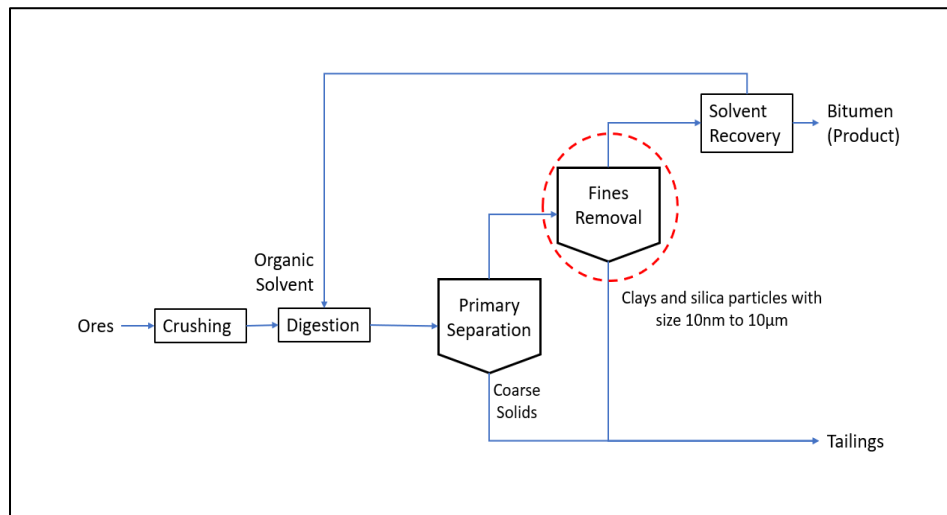 Solvent
Recovery
Bitumen
(Product)
Fines
Removal
Organic
Solvent
Clays and silica particles with
size 10nm to 10µm
Primary
Separation
Ores
Crushing
Digestion
Coarse
Solids
Tailings